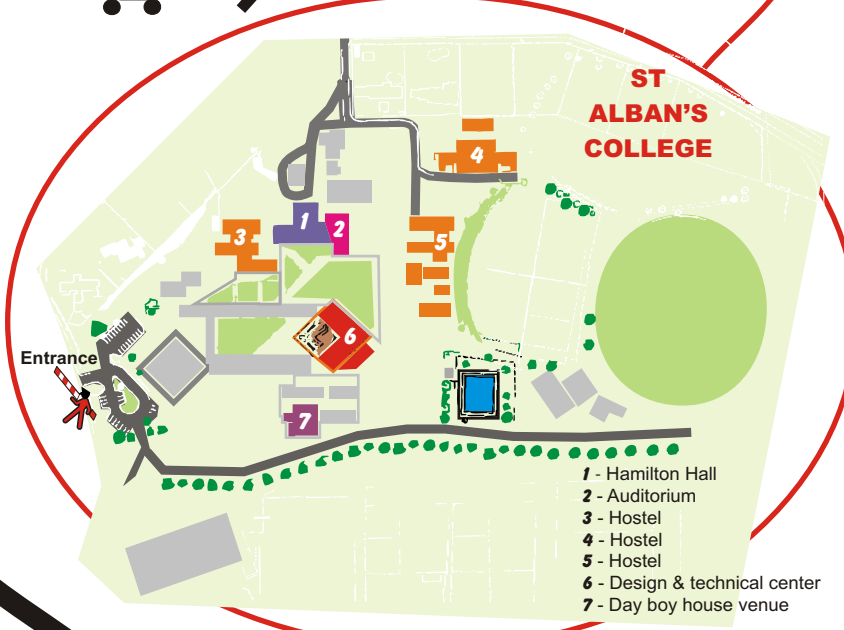 ST
ALBAN'S
COLLEGE
4
1
2
3
5
6
Entrance
7
1 - Hamilton Hall
2 - Auditorium
3 - Hostel
4 - Hostel
5 - Hostel
6 - Design & technical center
7 - Day boy house venue